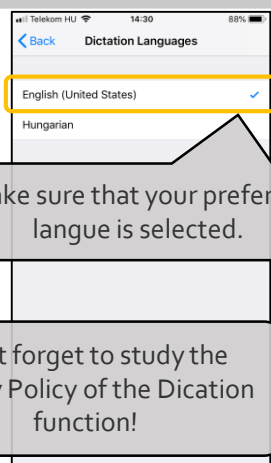 Telekom HU 14:30 88%
Back Dictation Languages
English (United States)
Hungarian
ke sure that your prefer
langue is selected.
t forget to study the
Policy of the Dication
function!